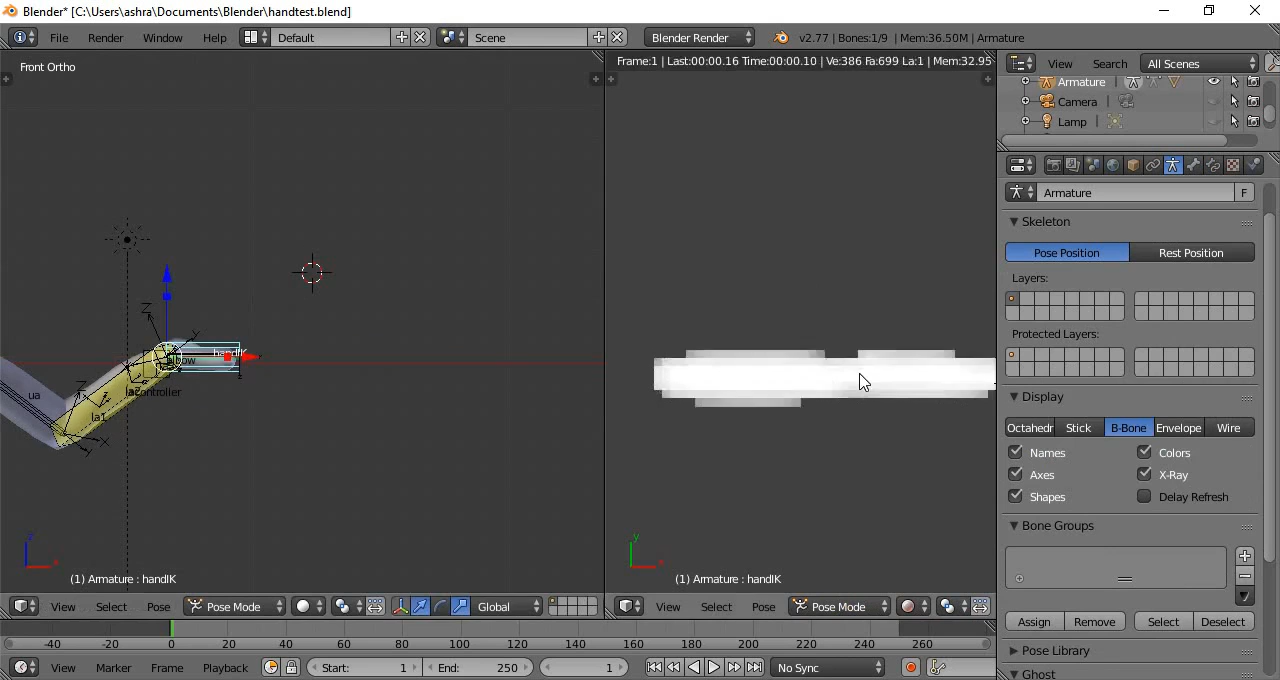 Blender* [C:\Users\ashra\Documents\Blender\handtest.blend]
File Render Window Help Default Scene Blender Render v2.77 | Bones:1/9 | Mem:36.50M | Armature
Front Ortho
Frame:1 | Last:00:00.16 Time:00:00.10 | Ve:386 Fa:699 La:1 | Mem:32.95
View Search All Scenes
Armature
Camera
Lamp
Armature F
Skeleton
Pose Position Rest Position
Layers:
Protected Layers:
Display
Octahedr Stick B-Bone Envelope Wire
Names Colors
Axes X-Ray
Shapes Delay Refresh
Bone Groups
Assign Remove Select Deselect
Pose Library
Ghost
Z
Y
handIK
ua
Z
la1
X
Y
z
x
y
x
(1) Armature : handIK
(1) Armature : handIK
View Select Pose Pose Mode Global
View Select Pose Pose Mode
-40 -20 0 20 40 60 80 100 120 140 160 180 200 220 240 260
View Marker Frame Playback Start: 1 End: 250 1 No Sync